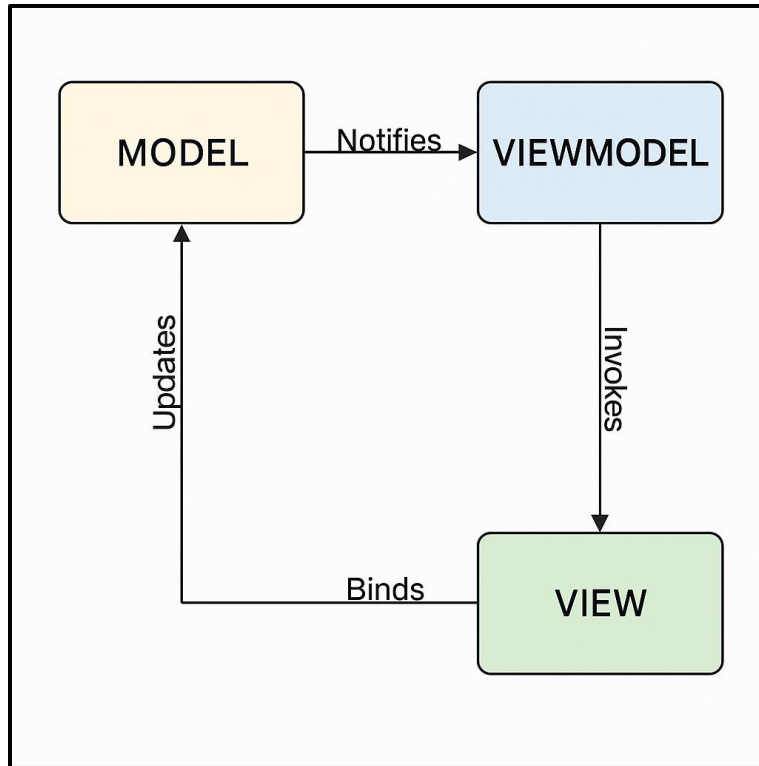 MODEL
Notifies
VIEWMODEL
Updates
Invokes
Binds
VIEW